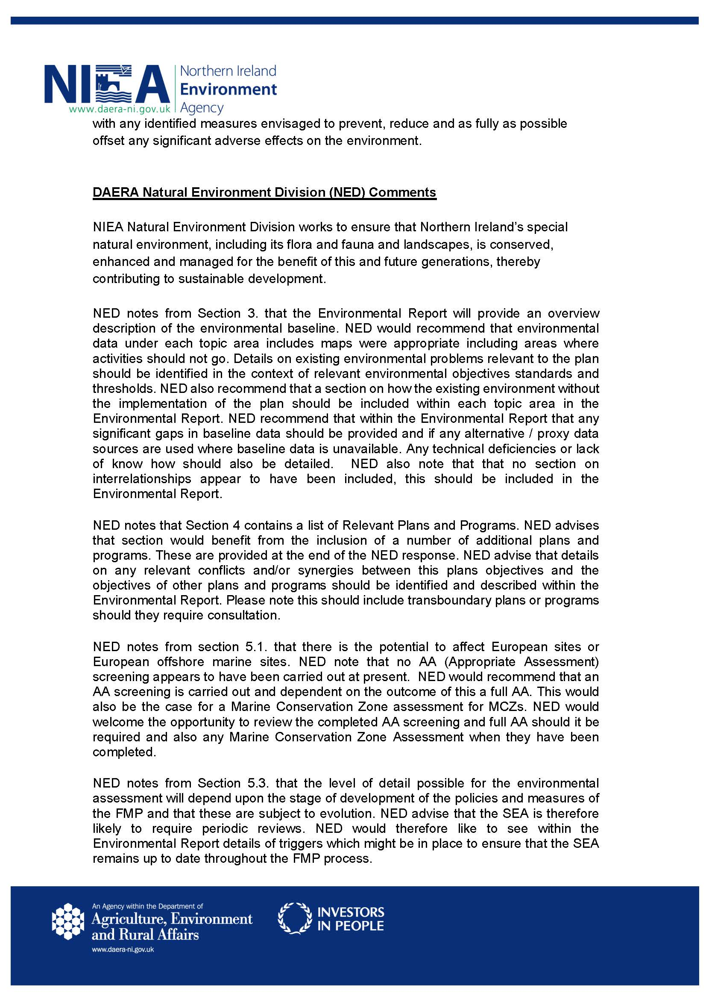 NIEA
www.daera-ni.gov.uk
Northern Ireland
Environment
Agency
with any identified measures envisaged to prevent, reduce and as fully as possible
offset any significant adverse effects on the environment.
DAERA Natural Environment Division (NED) Comments
NIEA Natural Environment Division works to ensure that Northern Ireland’s special
natural environment, including its flora and fauna and landscapes, is conserved,
enhanced and managed for the benefit of this and future generations, thereby
contributing to sustainable development.
NED notes from Section 3. that the Environmental Report will provide an overview
description of the environmental baseline. NED would recommend that environmental
data under each topic area includes maps were appropriate including areas where
activities should not go. Details on existing environmental problems relevant to the plan
should be identified in the context of relevant environmental objectives standards and
thresholds. NED also recommend that a section on how the existing environment without
the implementation of the plan should be included within each topic area in the
Environmental Report. NED recommend that within the Environmental Report that any
significant gaps in baseline data should be provided and if any alternative / proxy data
sources are used where baseline data is unavailable. Any technical deficiencies or lack
of know how should also be detailed. NED also note that that no section on
interrelationships appear to have been included, this should be included in the
Environmental Report.
NED notes that Section 4 contains a list of Relevant Plans and Programs. NED advises
that section would benefit from the inclusion of a number of additional plans and
programs. These are provided at the end of the NED response. NED advise that details
on any relevant conflicts and/or synergies between this plans objectives and the
objectives of other plans and programs should be identified and described within the
Environmental Report. Please note this should include transboundary plans or programs
should they require consultation.
NED notes from section 5.1. that there is the potential to affect European sites or
European offshore marine sites. NED note that no AA (Appropriate Assessment)
screening appears to have been carried out at present. NED would recommend that an
AA screening is carried out and dependent on the outcome of this a full AA. This would
also be the case for a Marine Conservation Zone assessment for MCZs. NED would
welcome the opportunity to review the completed AA screening and full AA should it be
required and also any Marine Conservation Zone Assessment when they have been
completed.
NED notes from Section 5.3. that the level of detail possible for the environmental
assessment will depend upon the stage of development of the policies and measures of
the FMP and that these are subject to evolution. NED advise that the SEA is therefore
likely to require periodic reviews. NED would therefore like to see within the
Environmental Report details of triggers which might be in place to ensure that the SEA
remains up to date throughout the FMP process.
An Agency within the Department of
Agriculture, Environment
and Rural Affairs
www.daera-ni.gov.uk
INVESTORS
IN PEOPLE